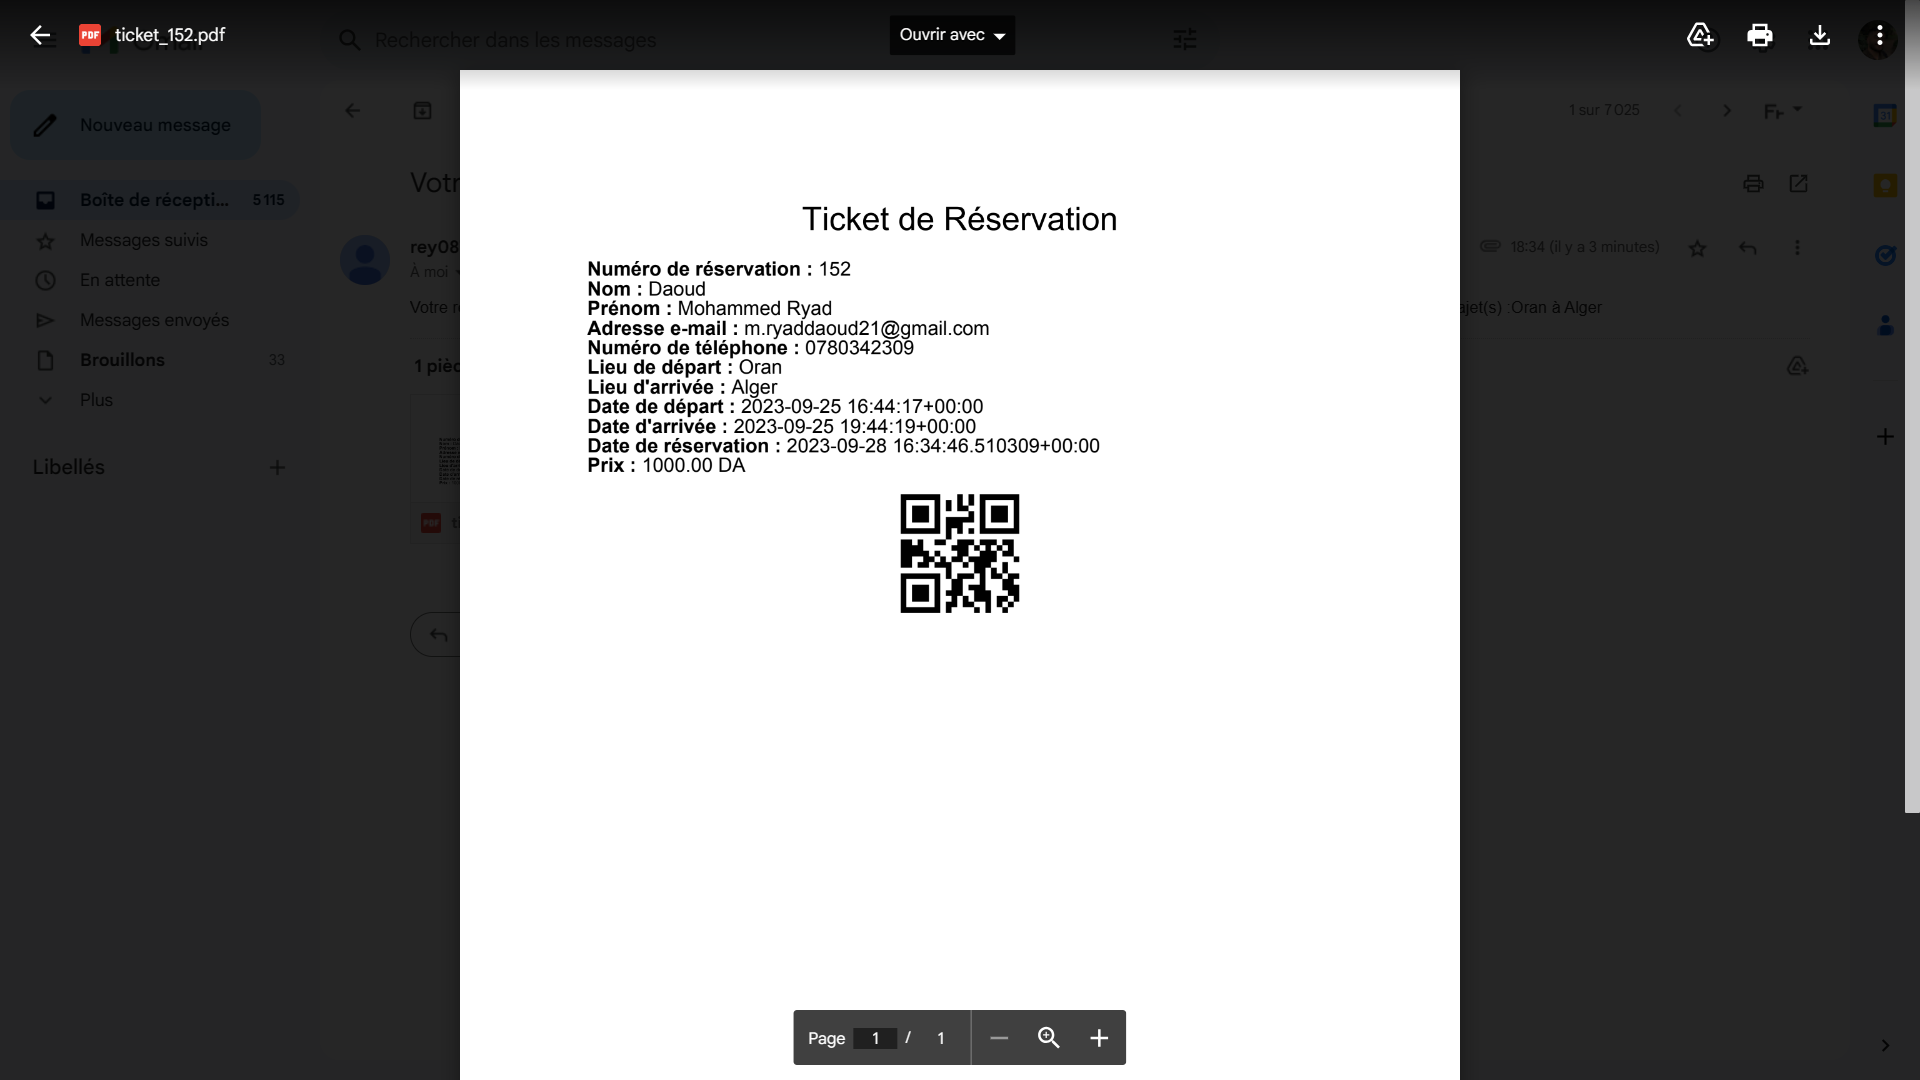 ticket_152.pdf
Rechercher dans les messages
Ouvrir avec
Nouveau message
1 sur 7 025
Boîte de récepti... 5 115
Messages suivis
En attente
Messages envoyés
Brouillons 33
Plus
Libellés
Votr
rey08
À moi
18:34 (il y a 3 minutes)
Votre r
ajet(s) :Oran à Alger
1 pièc
Ticket de Réservation
Numéro de réservation : 152
Nom : Daoud
Prénom : Mohammed Ryad
Adresse e-mail : m.ryaddaoud21@gmail.com
Numéro de téléphone : 0780342309
Lieu de départ : Oran
Lieu d'arrivée : Alger
Date de départ : 2023-09-25 16:44:17+00:00
Date d'arrivée : 2023-09-25 19:44:19+00:00
Date de réservation : 2023-09-28 16:34:46.510309+00:00
Prix : 1000.00 DA
Page 1 / 1